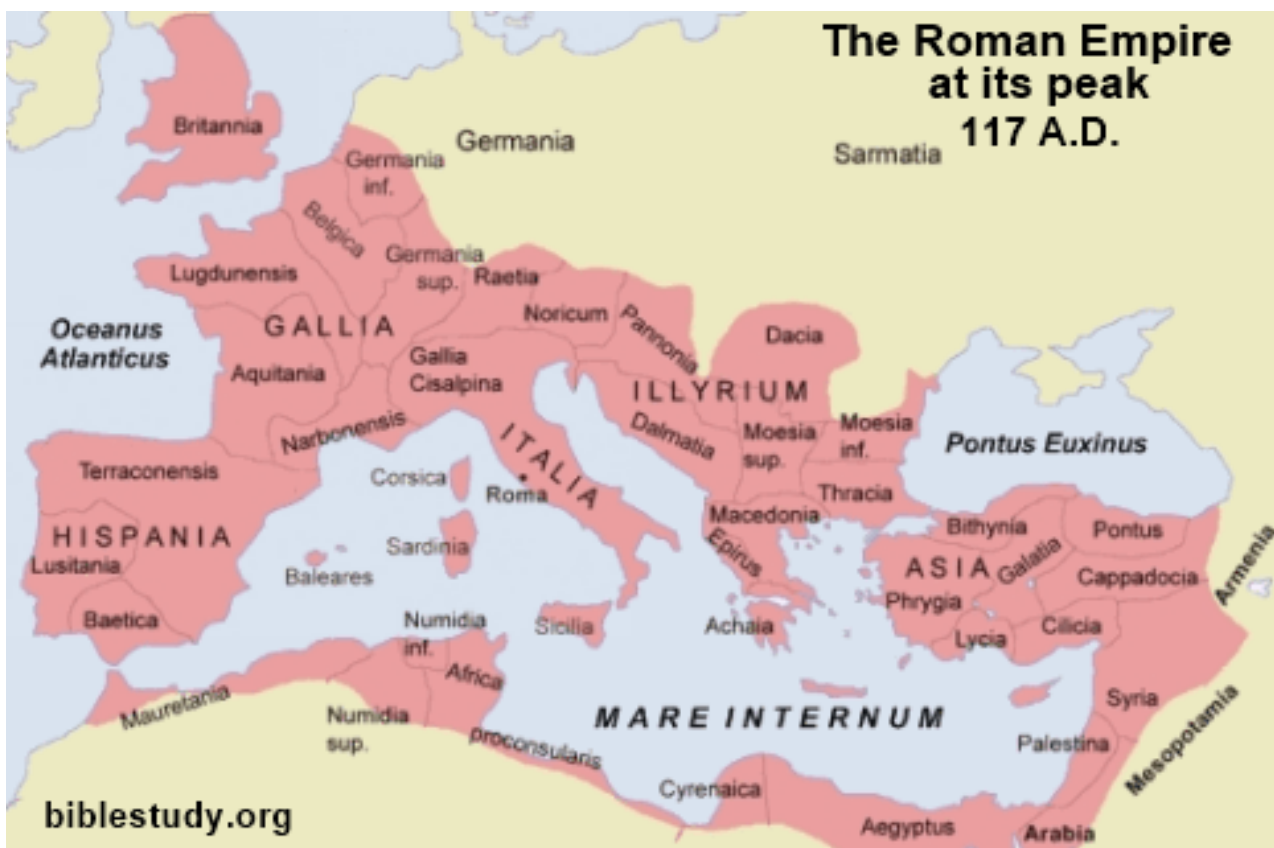 The Roman Empire
at its peak
117 A.D.
Britannia
Germania
Sarmatia
Germania
inf.
Belgica
Germania
sup.
Lugdunensis
Raetia
Noricum
Pannonia
Dacia
Oceanus
Atlanticus
GALLIA
Aquitania
Gallia
Cisalpina
ILLYRIUM
Narbonensis
Dalmatia
Moesia
sup.
Moesia
inf.
Pontus Euxinus
Terraconensis
Corsica
ITALIA
Roma
Thracia
Macedonia
HISPANIA
Sardinia
Epirus
Bithynia
Pontus
Lusitania
Baleares
ASIA
Galatia
Cappadocia
Armenia
Phrygia
Baetica
Numidia
inf.
Sicilia
Achaia
Lycia
Cilicia
Africa
proconsularis
Mauretania
Numidia
sup.
MARE INTERNUM
Syria
Palestina
Mesopotamia
Cyrenaica
Aegyptus
Arabia
biblestudy.org